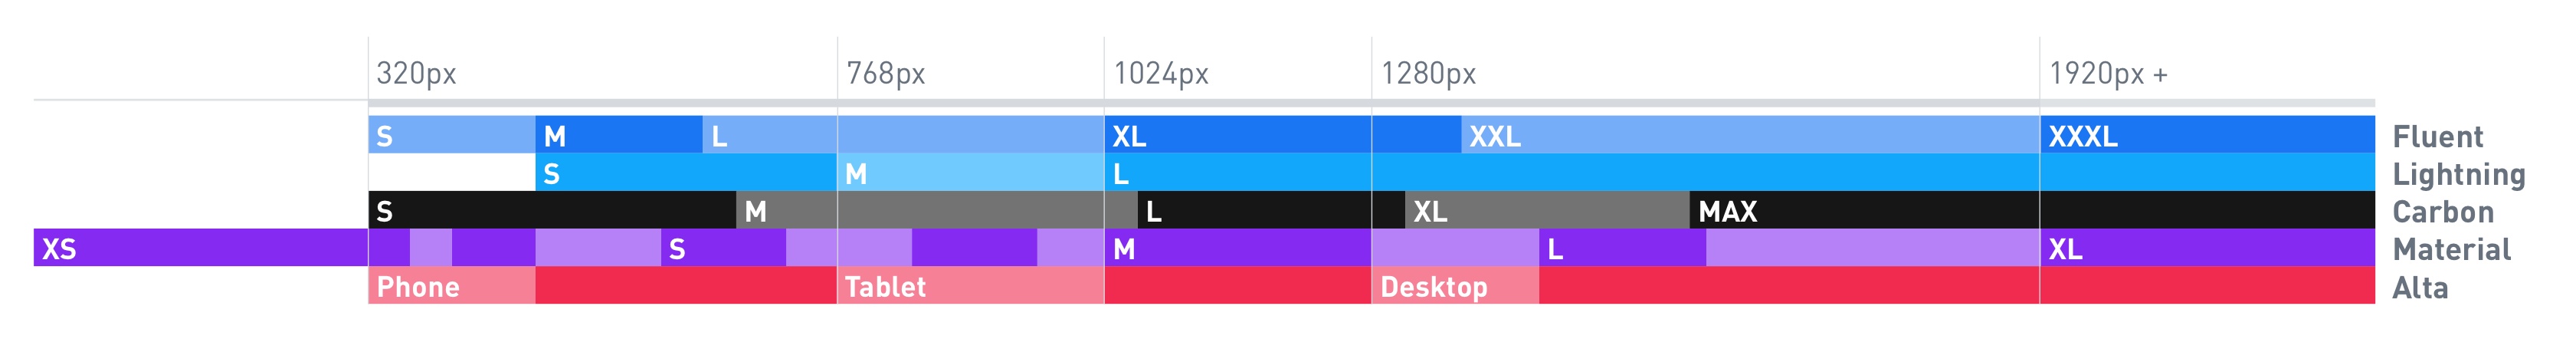 320px 768px 1024px 1280px 1920px +
S M L XL XXL XXXL Fluent
S M L Lightning
S M L XL MAX Carbon
XS S M L XL Material
Phone Tablet Desktop Alta